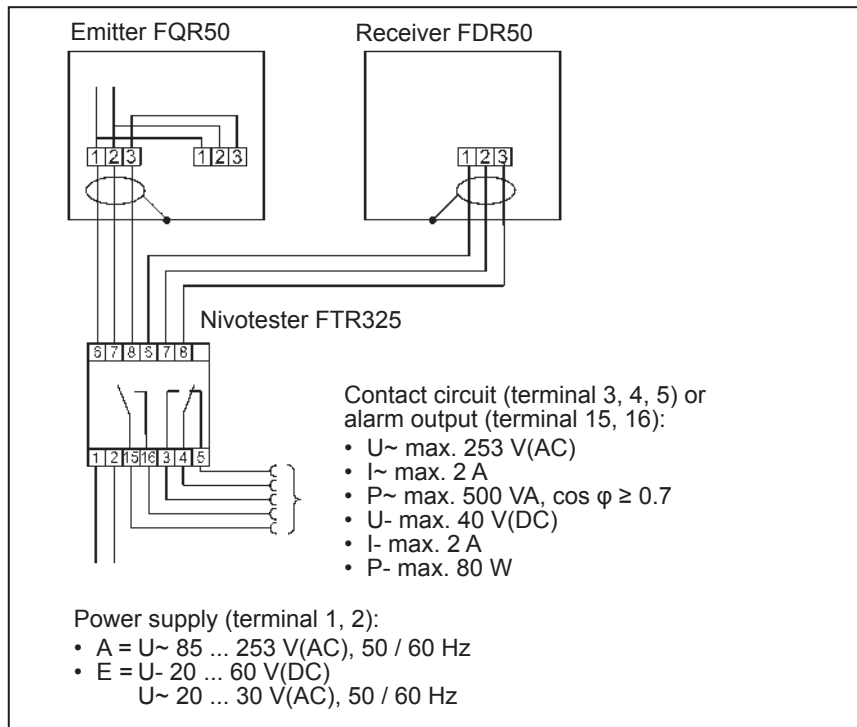 Emitter FQR50
Receiver FDR50
1 2 3
1 2 3
1 2 3
Nivotester FTR325
6 7 8 6 7 8
1 2 15 16 3 4 5
Contact circuit (terminal 3, 4, 5) or
alarm output (terminal 15, 16):
• U~ max. 253 V(AC)
• I~ max. 2 A
• P~ max. 500 VA, cos φ ≥ 0.7
• U- max. 40 V(DC)
• I- max. 2 A
• P- max. 80 W
Power supply (terminal 1, 2):
• A = U~ 85 ... 253 V(AC), 50 / 60 Hz
• E = U- 20 ... 60 V(DC)
U~ 20 ... 30 V(AC), 50 / 60 Hz